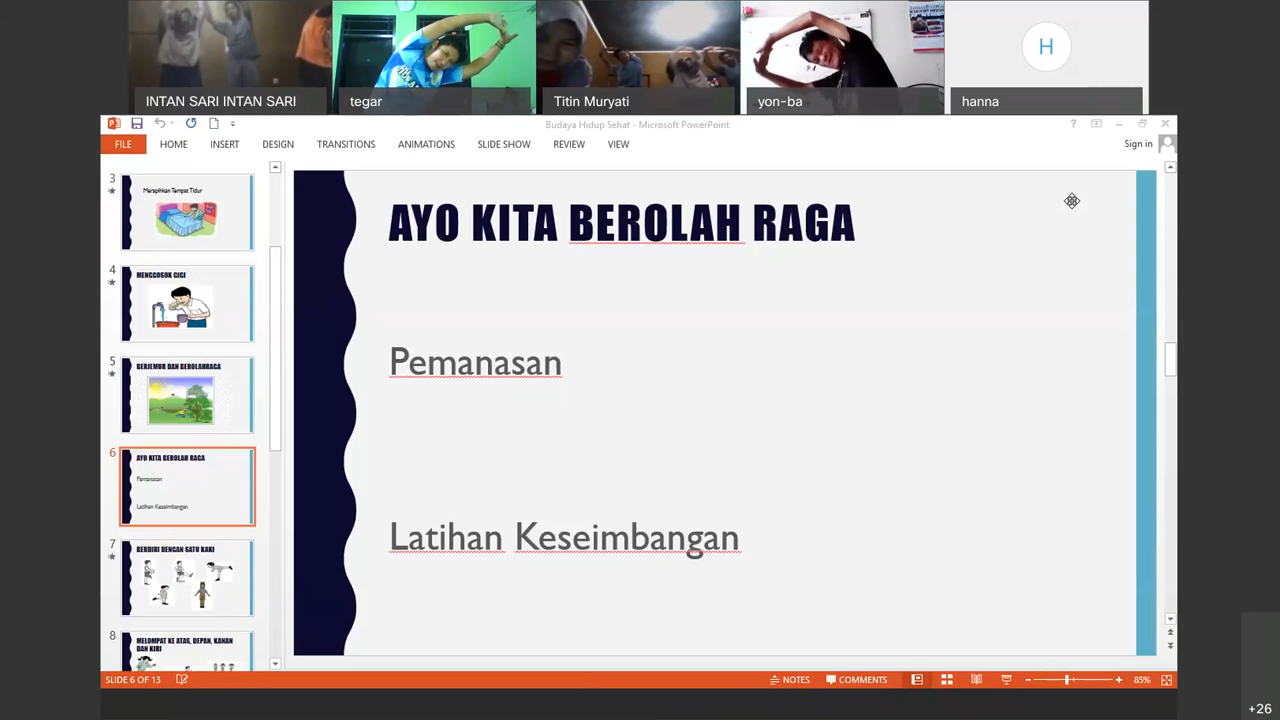 INTAN SARI INTAN SARI
tegar
Titin Muryati
yon-ba
H
hanna
Budaya Hidup Sehat - Microsoft PowerPoint
?
FILE
HOME
INSERT
DESIGN
TRANSITIONS
ANIMATIONS
SLIDE SHOW
REVIEW
VIEW
Sign in
3
Merapihkan Tempat Tidur
4
MENGGOSOK GIGI
5
BERJEMUR DAN BEROLAHRAGA
6
AYO KITA BEROLAH RAGA
Pemanasan
Latihan Keseimbangan
7
BERDIRI DENGAN SATU KAKI
8
MELOMPAT KE ATAS, DEPAN, KANAN
DAN KIRI
AYO KITA BEROLAH RAGA
Pemanasan
Latihan Keseimbangan
SLIDE 6 OF 13
NOTES
COMMENTS
85%
+26